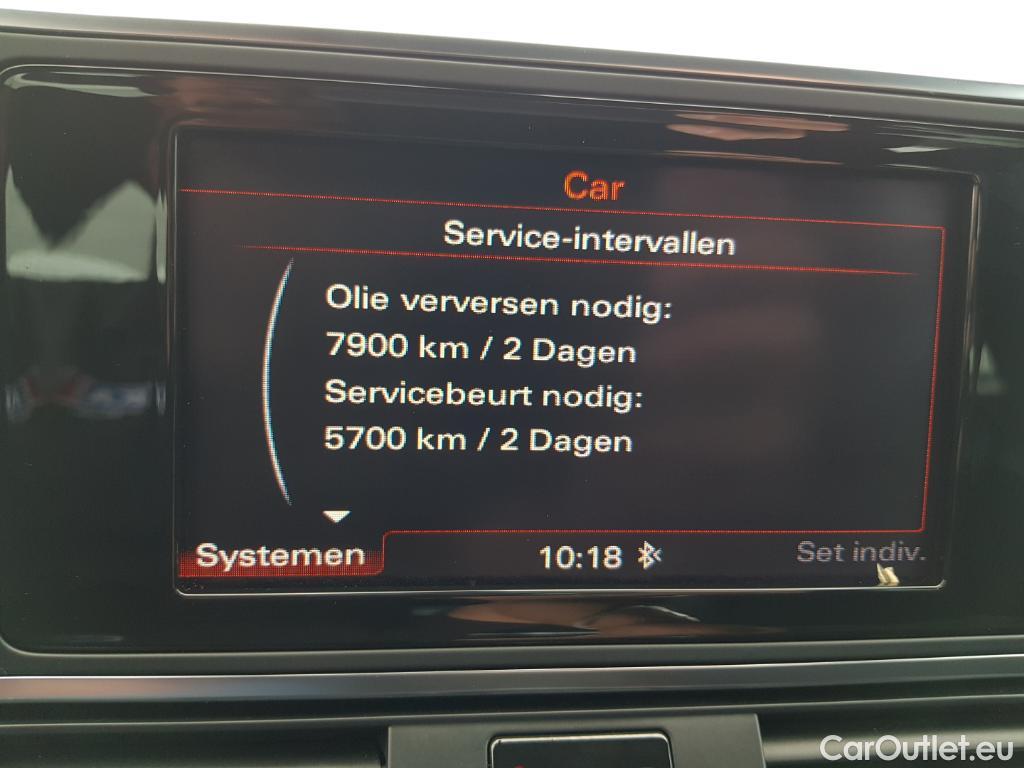 Car
Service-intervallen
Olie verversen nodig:
7900 km / 2 Dagen
Servicebeurt nodig:
5700 km / 2 Dagen
Systemen
10:18
Set indiv.
CarOutlet.eu